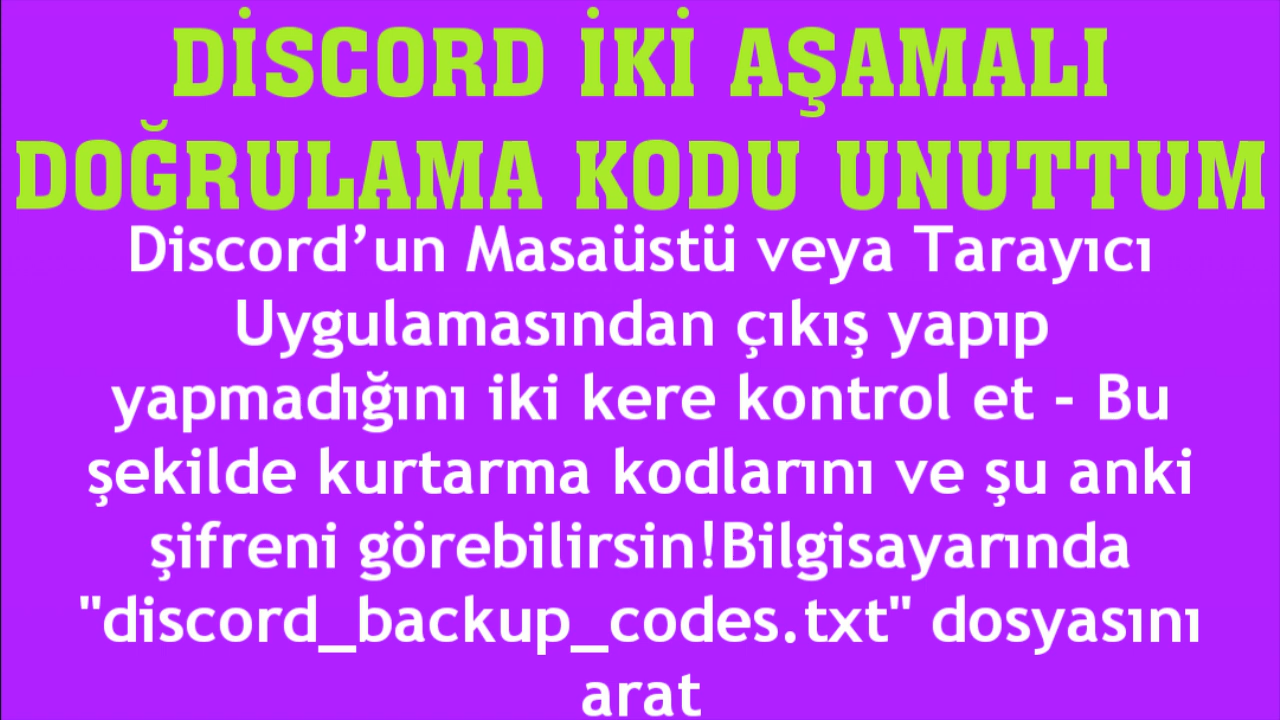 DİSCORD İKİ AŞAMALI
DOĞRULAMA KODU UNUTTUM
Discord’un Masaüstü veya Tarayıcı
Uygulamasından çıkış yapıp
yapmadığını iki kere kontrol et – Bu
şekilde kurtarma kodlarını ve şu anki
şifreni görebilirsin!Bilgisayarında
"discord_backup_codes.txt" dosyasını
arat